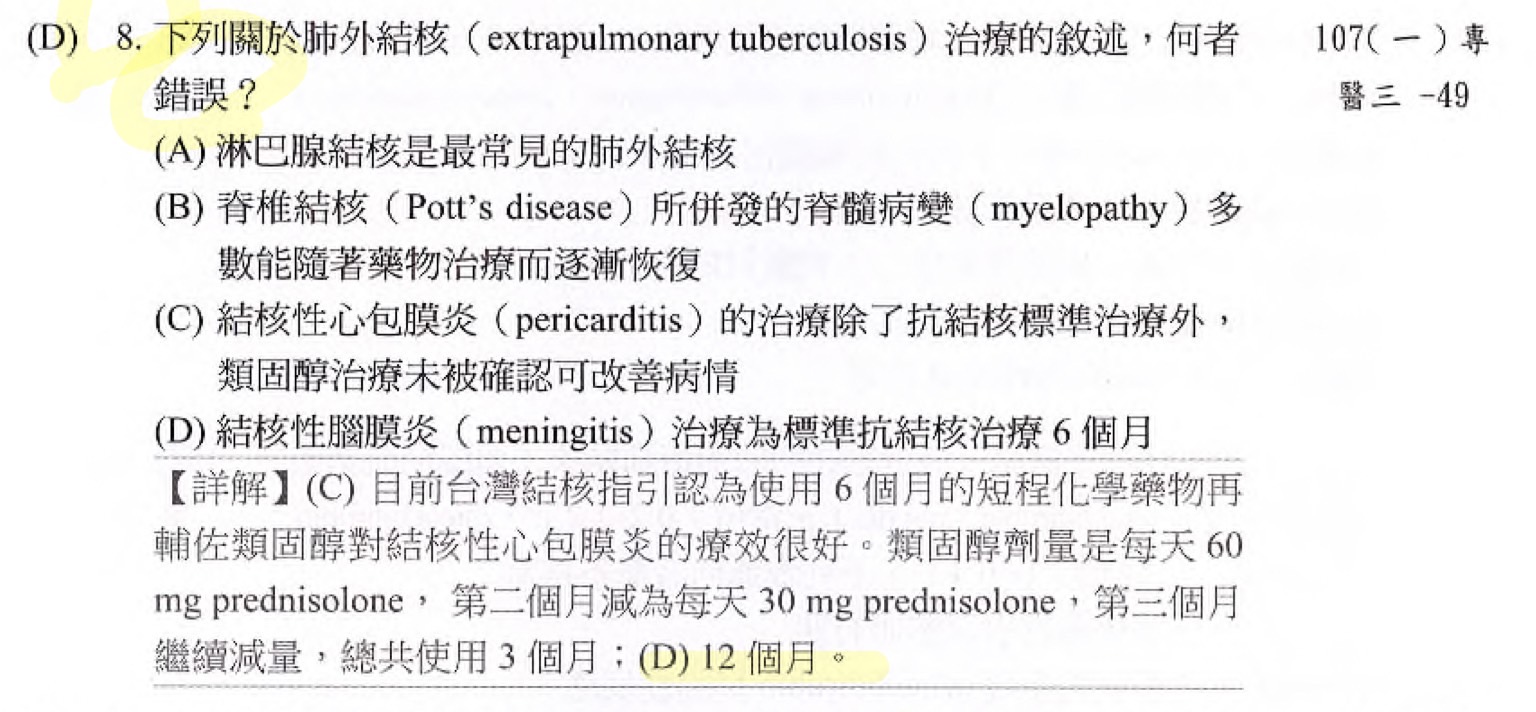 (D) 8. 下列關於肺外結核（extrapulmonary tuberculosis）治療的敘述，何者 107(一)專
錯誤？ 醫三 -49
(A) 淋巴腺結核是最常見的肺外結核
(B) 脊椎結核（Pott's disease）所併發的脊髓病變（myelopathy）多
數能隨著藥物治療而逐漸恢復
(C) 結核性心包膜炎（pericarditis）的治療除了抗結核標準治療外，
類固醇治療未被確認可改善病情
(D) 結核性腦膜炎（meningitis）治療為標準抗結核治療 6 個月
【詳解】(C) 目前台灣結核指引認為使用 6 個月的短程化學藥物再
輔佐類固醇對結核性心包膜炎的療效很好。類固醇劑量是每天 60
mg prednisolone， 第二個月減為每天 30 mg prednisolone，第三個月
繼續減量，總共使用 3 個月；(D) 12 個月。